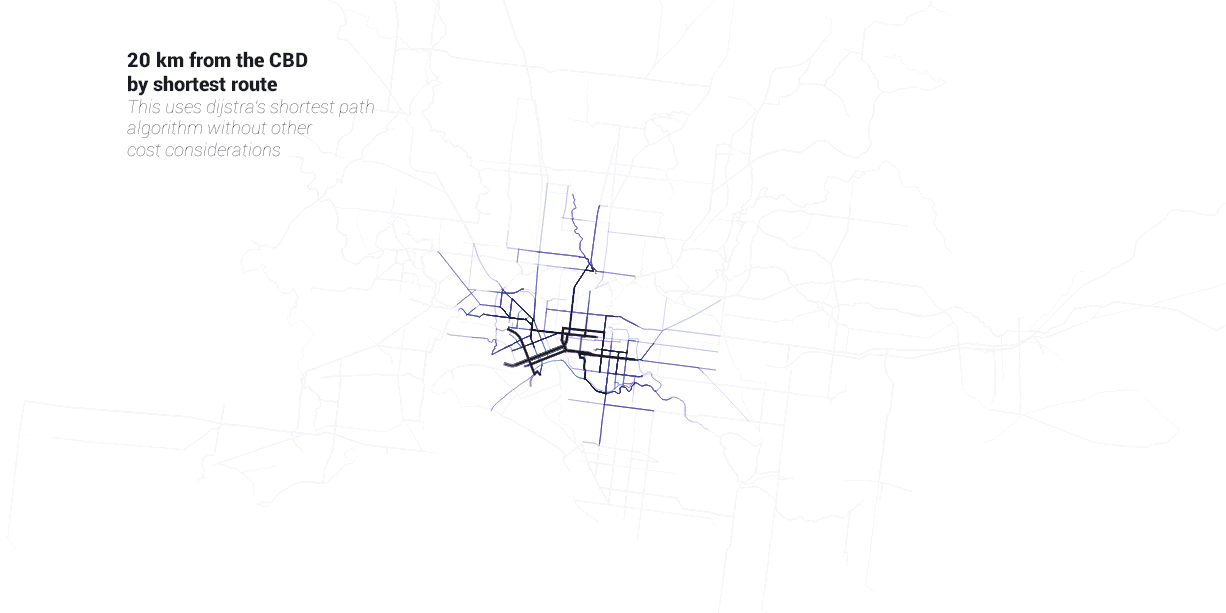 20 km from the CBD
by shortest route
This uses dijstra's shortest path
algorithm without other
cost considerations